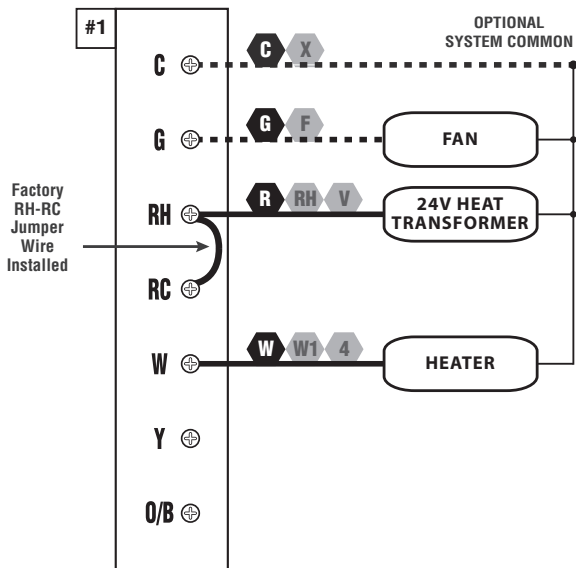 #1
OPTIONAL
SYSTEM COMMON
C
C X
G
G F
FAN
Factory
RH-RC
Jumper
Wire
Installed
RH
R RH V
24V HEAT
TRANSFORMER
RC
W
W W1 4
HEATER
Y
O/B